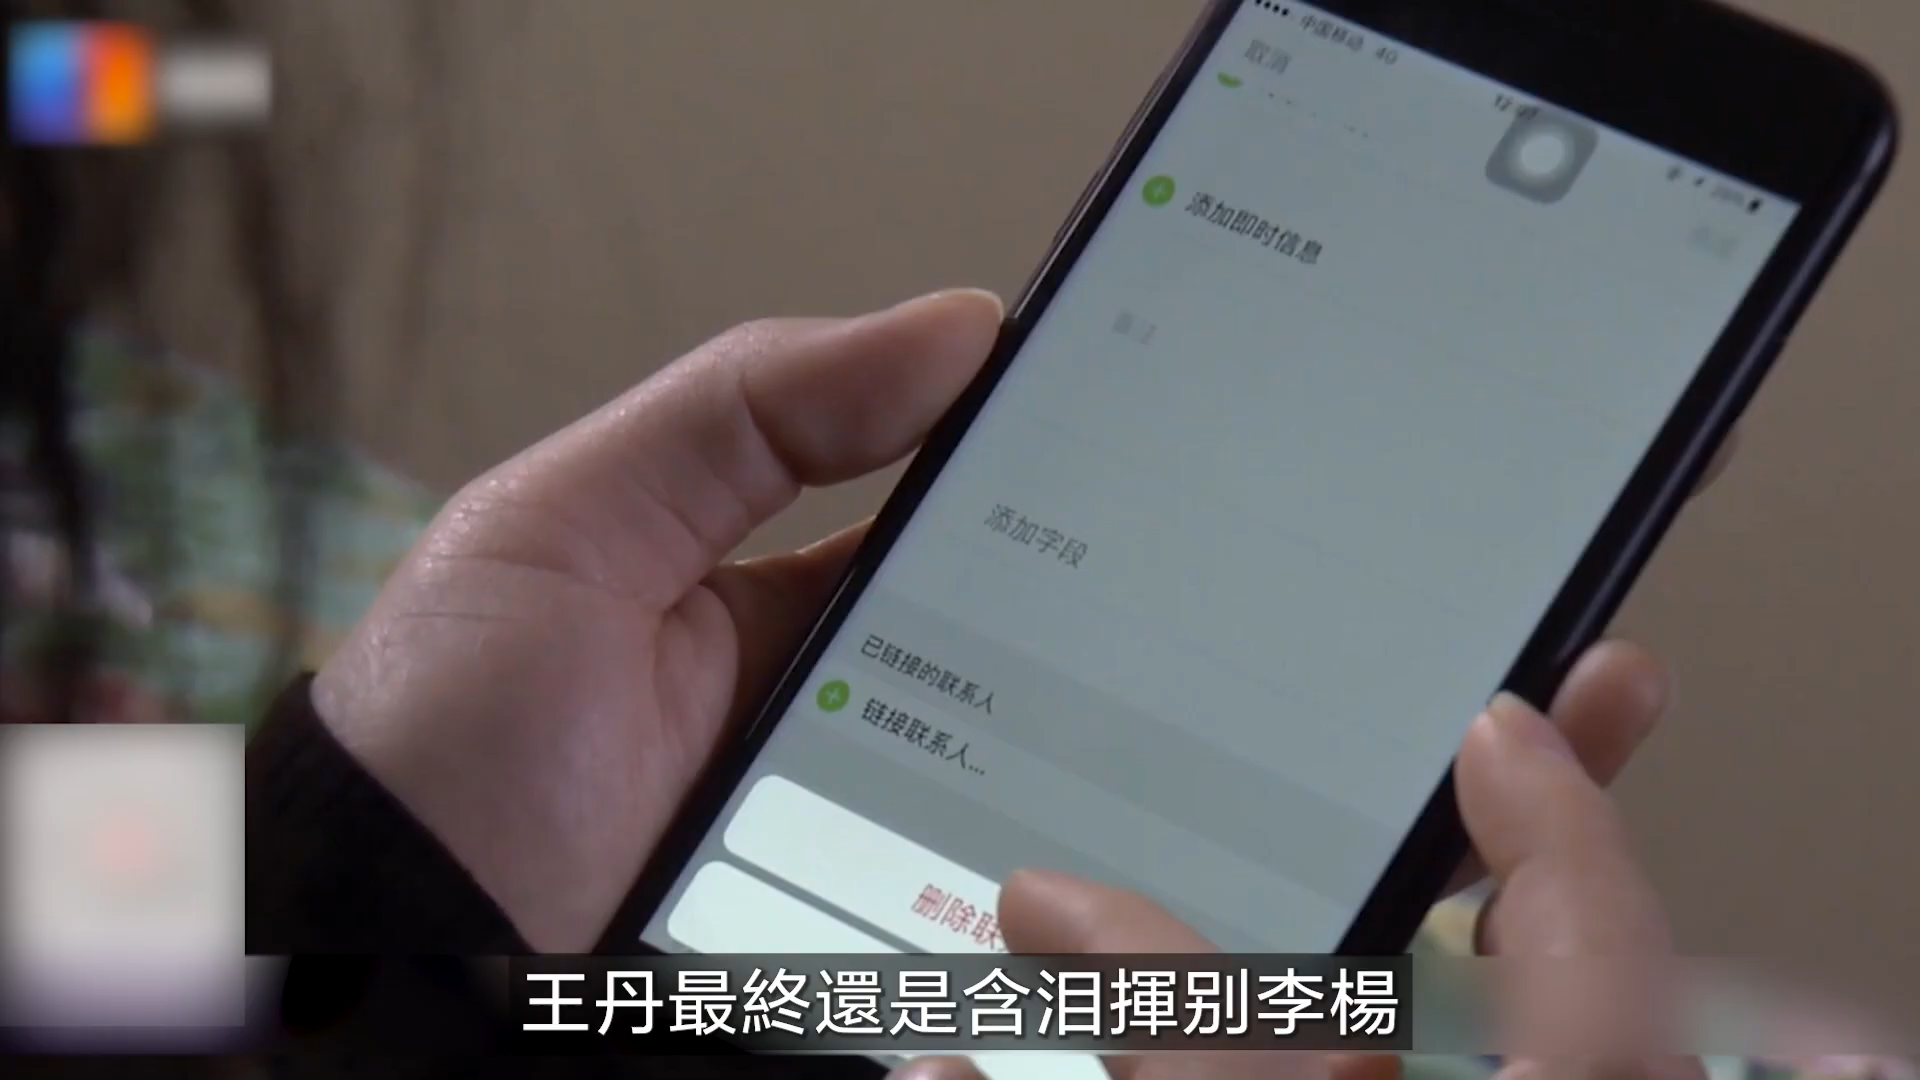 中国移动 4G
取消
添加即时信息
添加字段
已链接的联系人
链接联系人...
删除联
王丹最終還是含泪揮别李楊